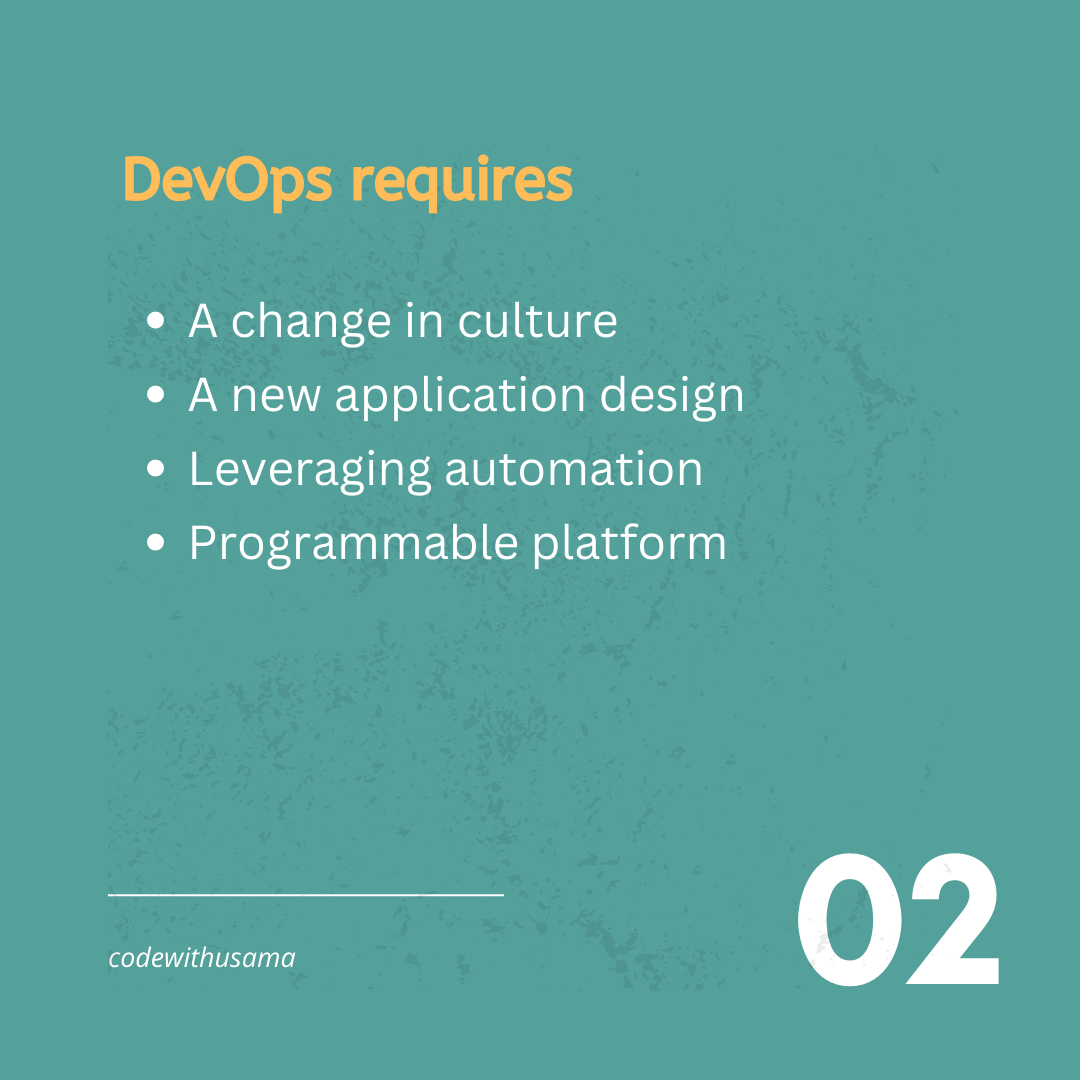 DevOps requires
A change in culture
A new application design
Leveraging automation
Programmable platform
codewithusama
02